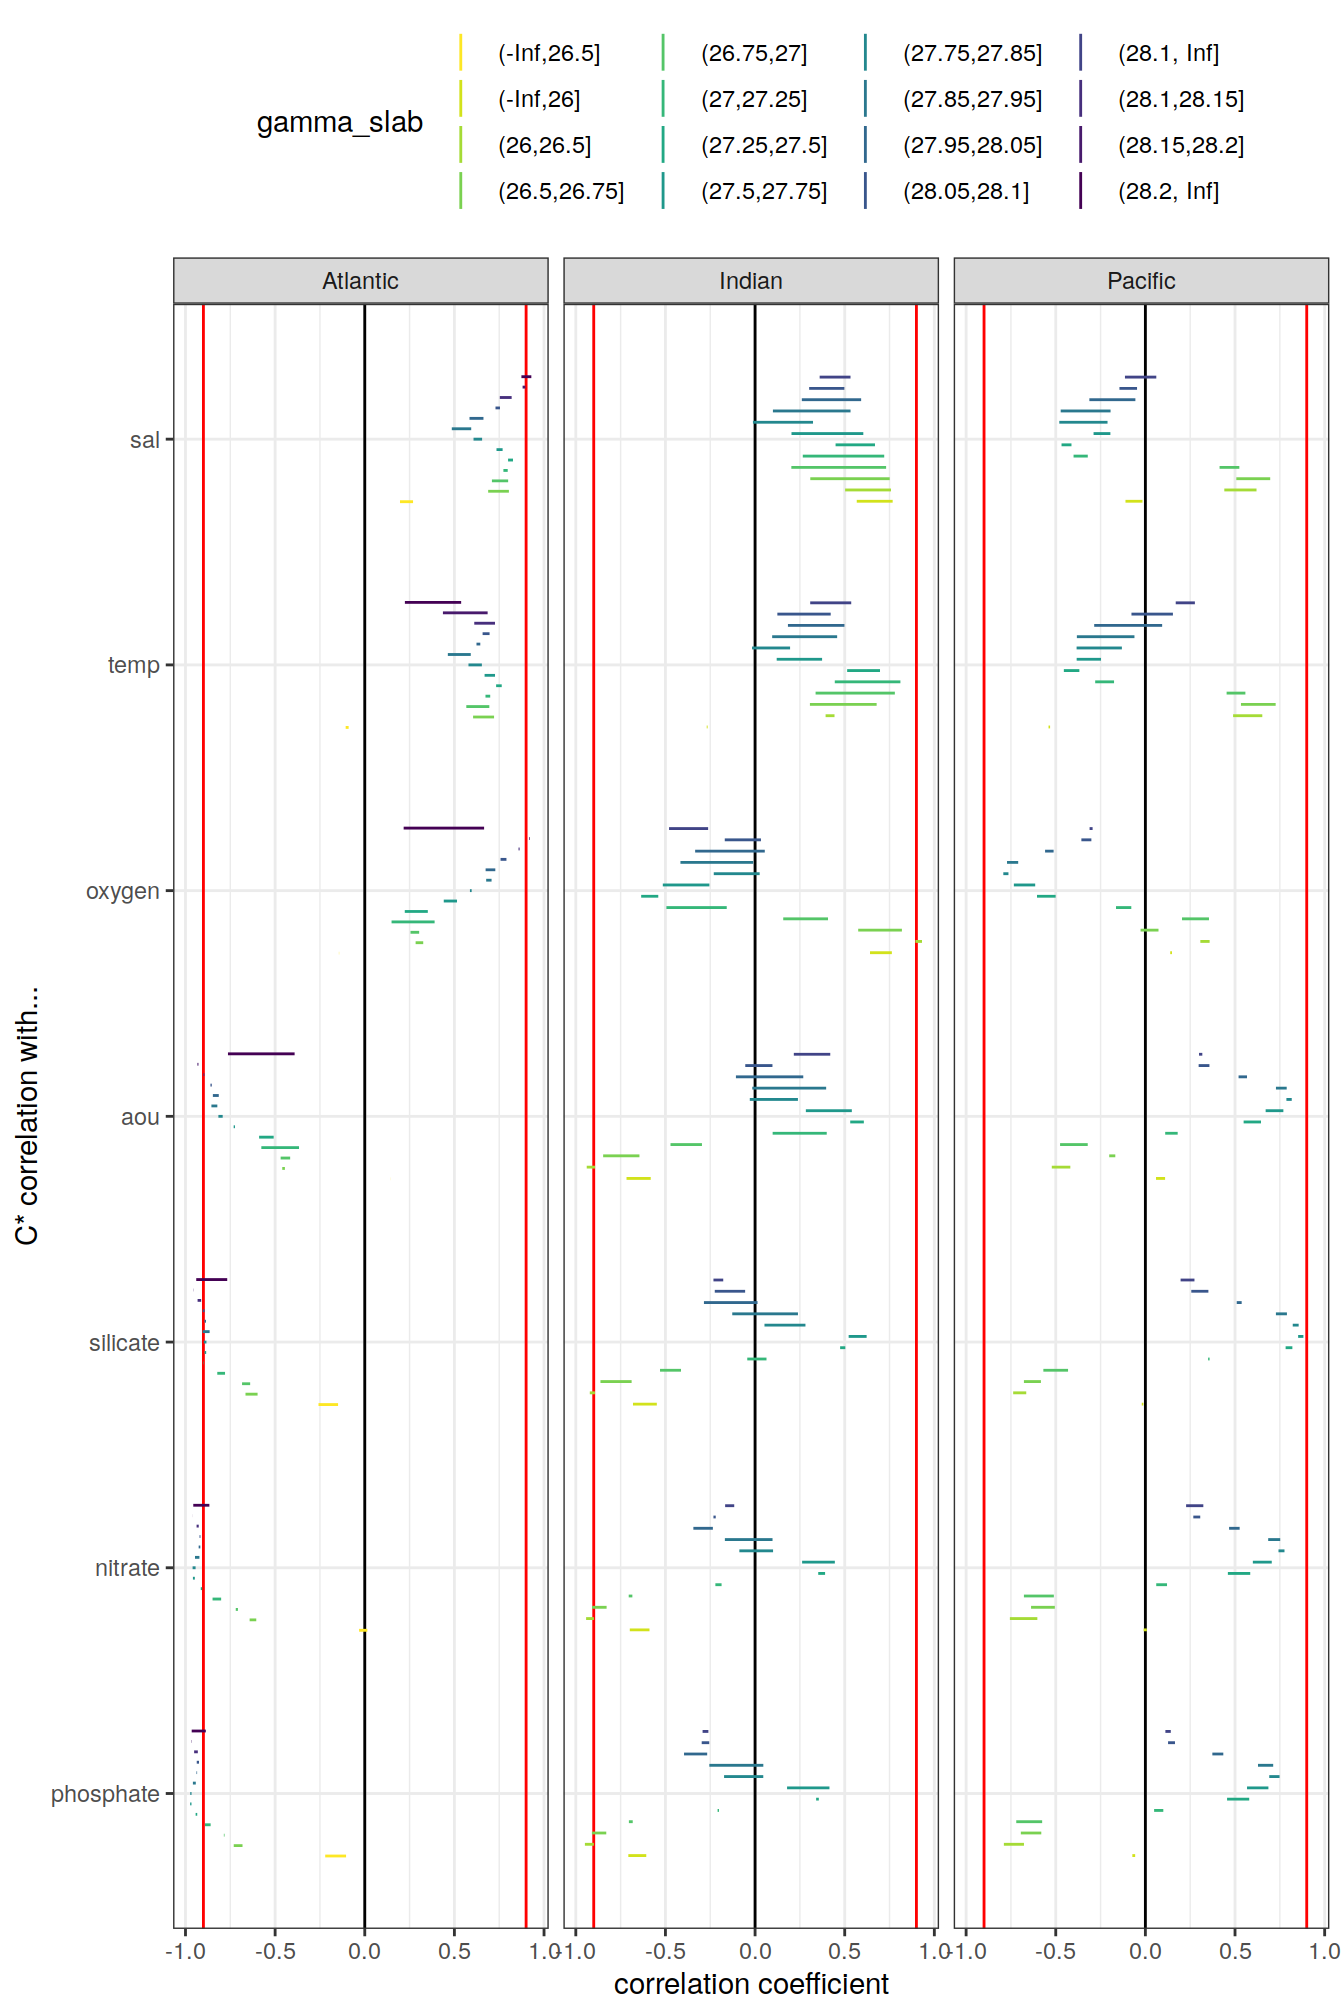 gamma_slab
(-Inf,26.5] (26.75,27] (27.75,27.85] (28.1, Inf]
(-Inf,26] (27,27.25] (27.85,27.95] (28.1,28.15]
(26,26.5] (27.25,27.5] (27.95,28.05] (28.15,28.2]
(26.5,26.75] (27.5,27.75] (28.05,28.1] (28.2, Inf]
Atlantic Indian Pacific
sal
temp
oxygen
aou
silicate
nitrate
phosphate
C* correlation with...
-1.0 -0.5 0.0 0.5 1.0 -1.0 -0.5 0.0 0.5 1.0 -1.0 -0.5 0.0 0.5 1.0
correlation coefficient